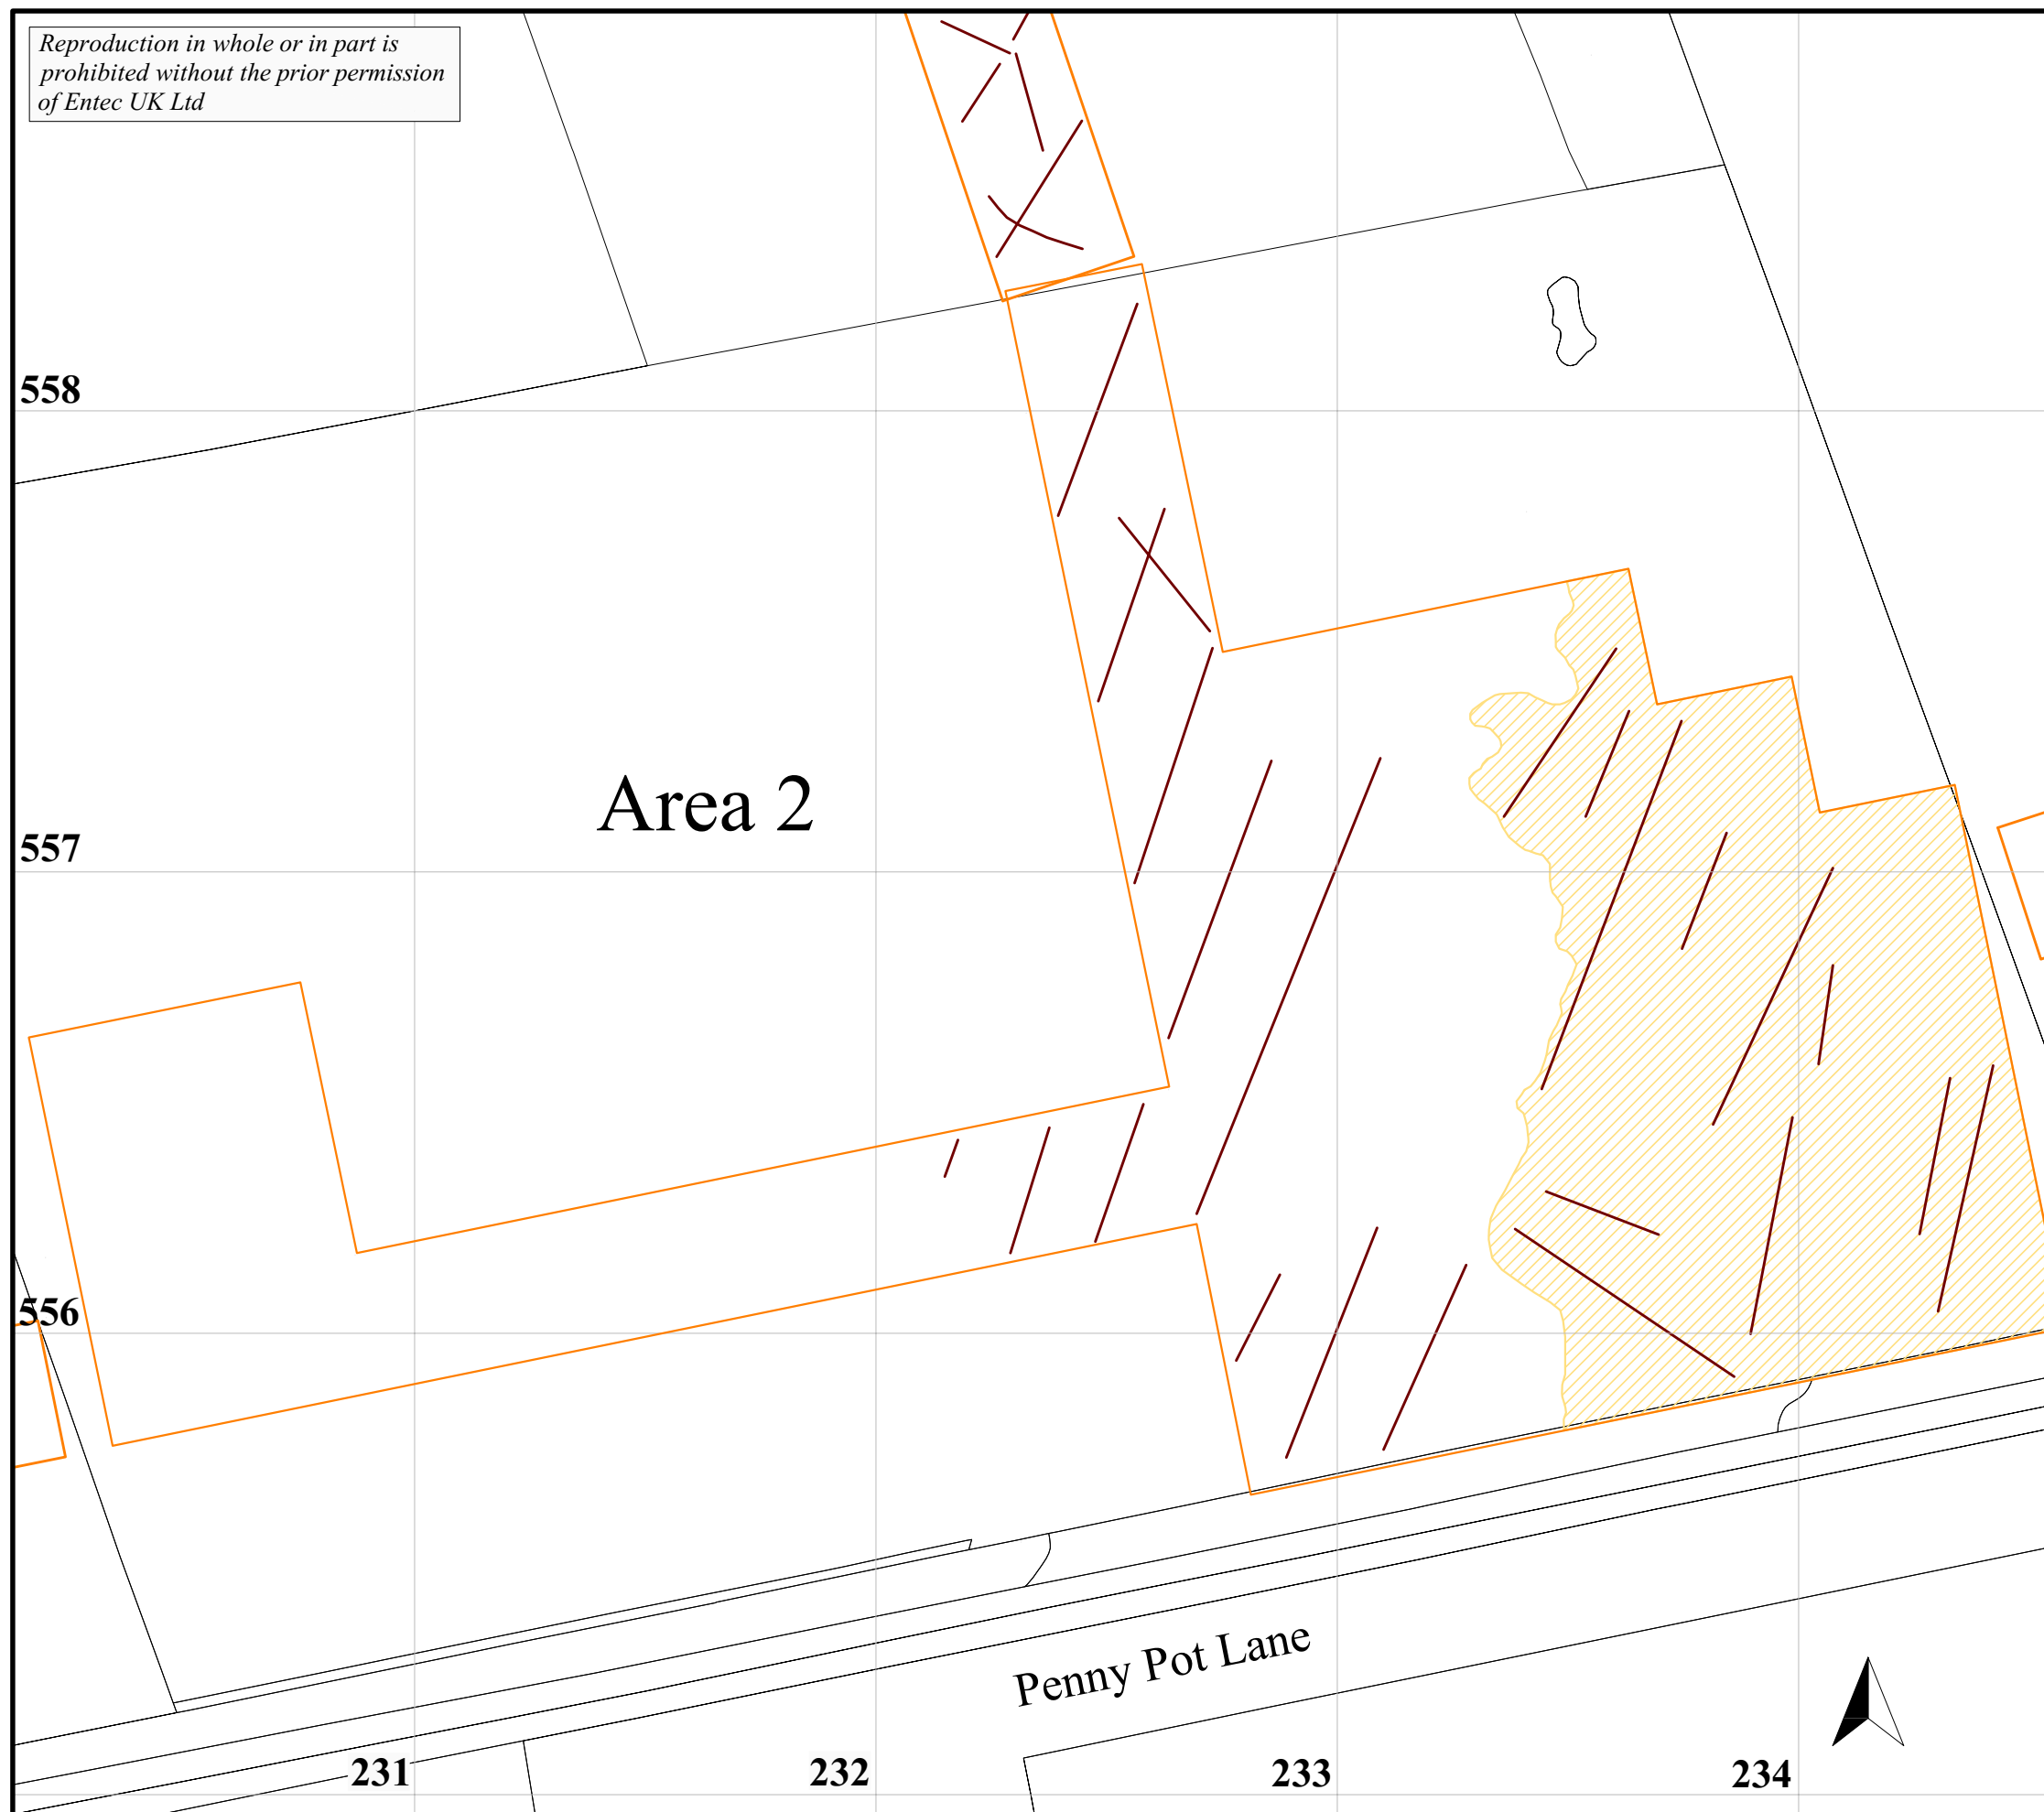 Reproduction in whole or in part is
prohibited without the prior permission
of Entec UK Ltd
558
Area 2
557
556
Penny Pot Lane
231
232
233
234